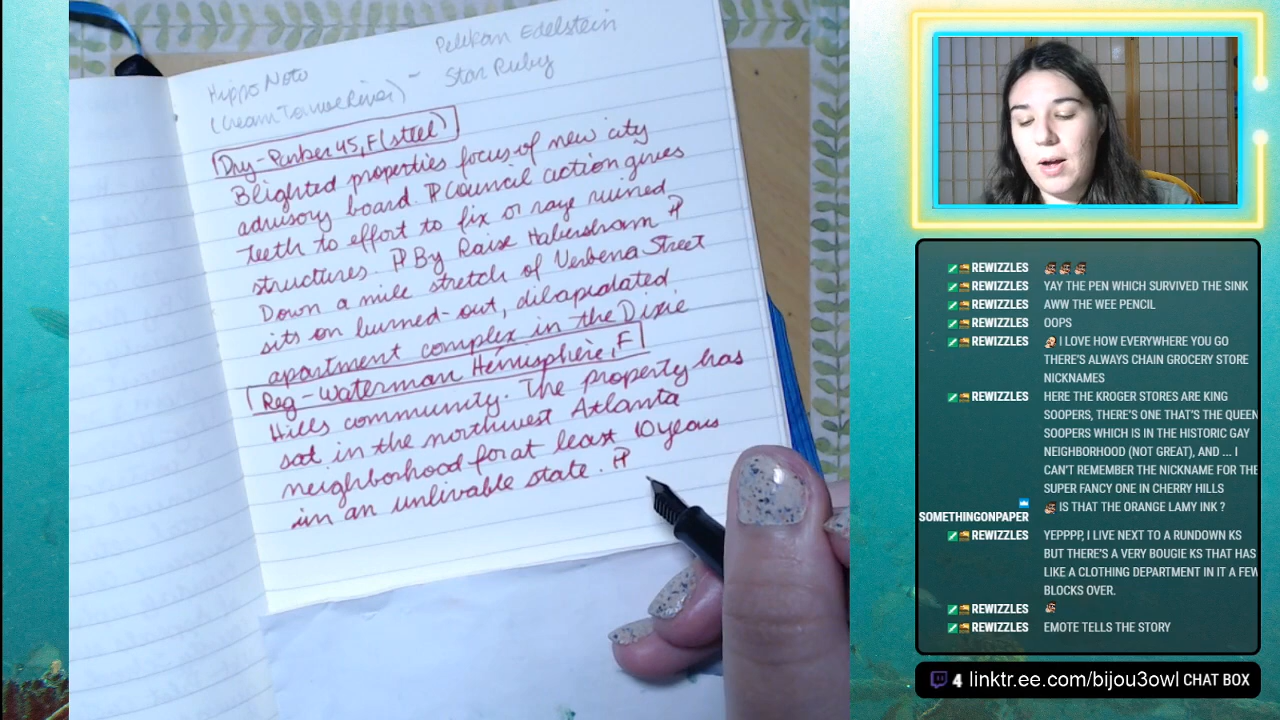 Hippo Noto - Pelikan Edelstein
(Cream Tomoe River) Star Ruby
Dry-Parker 45, F (steel)
Blighted properties focus of new city
advisory board. ¶ Council action gives
teeth to effort to fix or raze ruined
structures. ¶ By Raise Habersham ¶
Down a mile stretch of Verbena Street
sits on burned-out, dilapidated
apartment complex in the Dixie
Reg-Waterman Hémisphère, F
Hills community. The property has
sat in the northwest Atlanta
neighborhood for at least 10 years
in an unlivable state. ¶
REWIZZLES
REWIZZLES YAY THE PEN WHICH SURVIVED THE SINK
REWIZZLES AWW THE WEE PENCIL
REWIZZLES OOPS
REWIZZLES I LOVE HOW EVERYWHERE YOU GO
THERE'S ALWAYS CHAIN GROCERY STORE
NICKNAMES
REWIZZLES HERE THE KROGER STORES ARE KING
SOOPERS, THERE'S ONE THAT'S THE QUEEN
SOOPERS WHICH IS IN THE HISTORIC GAY
NEIGHBORHOOD (NOT GREAT), AND ... I
CAN'T REMEMBER THE NICKNAME FOR THE
SUPER FANCY ONE IN CHERRY HILLS
SOMETHINGONPAPER IS THAT THE ORANGE LAMY INK ?
REWIZZLES YEPPPP, I LIVE NEXT TO A RUNDOWN KS
BUT THERE'S A VERY BOUGIE KS THAT HAS
LIKE A CLOTHING DEPARTMENT IN IT A FEW
BLOCKS OVER.
REWIZZLES
REWIZZLES EMOTE TELLS THE STORY
4 linktr.ee.com/bijou3owl CHAT BOX